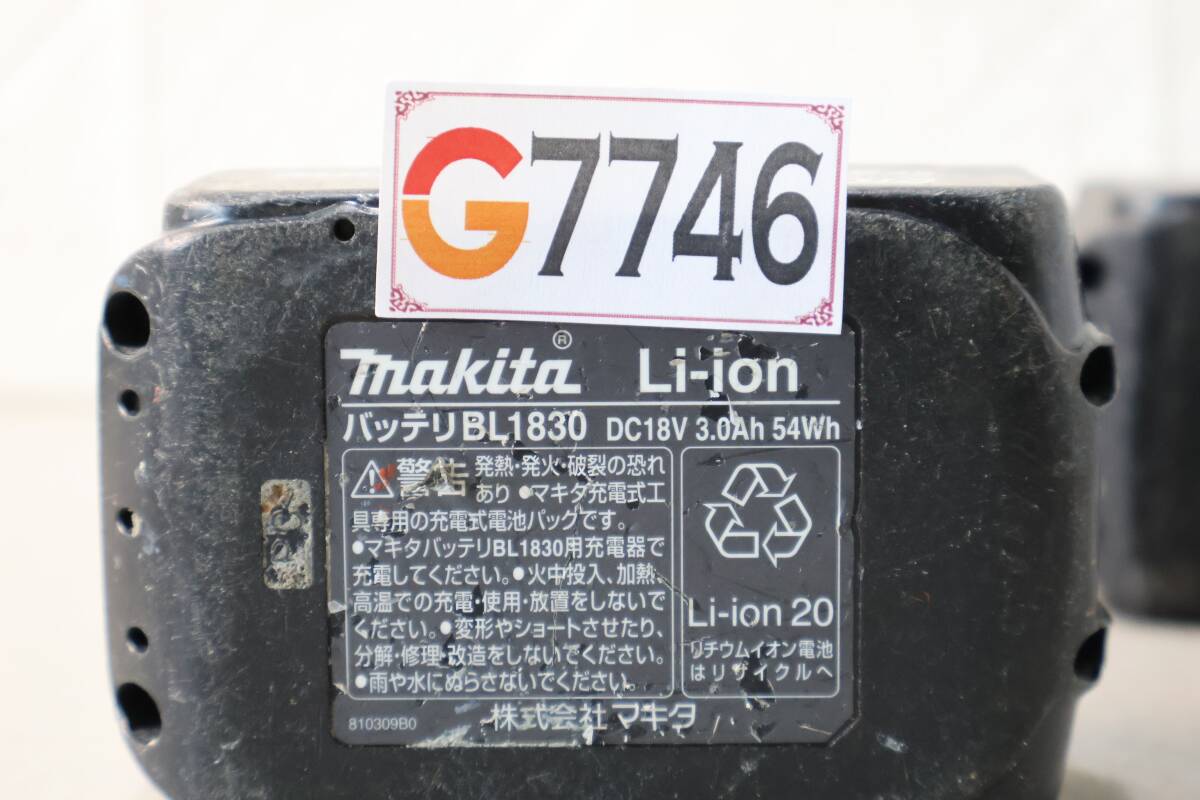 G7746
makita® Li-ion
バッテリBL1830 DC18V 3.0Ah 54Wh
警告 発熱・発火・破裂の恐れ
あり ●マキタ充電式工
具専用の充電式電池パックです。
●マキタバッテリBL1830用充電器で
充電してください。●火中投入、加熱、
高温での充電・使用・放置をしないで
ください。●変形やショートさせたり、
分解・修理・改造をしないでください。
●雨や水にぬらさないでください。
Li-ion 20
リチウムイオン電池
はリサイクルへ
810309B0 株式会社 マキタ